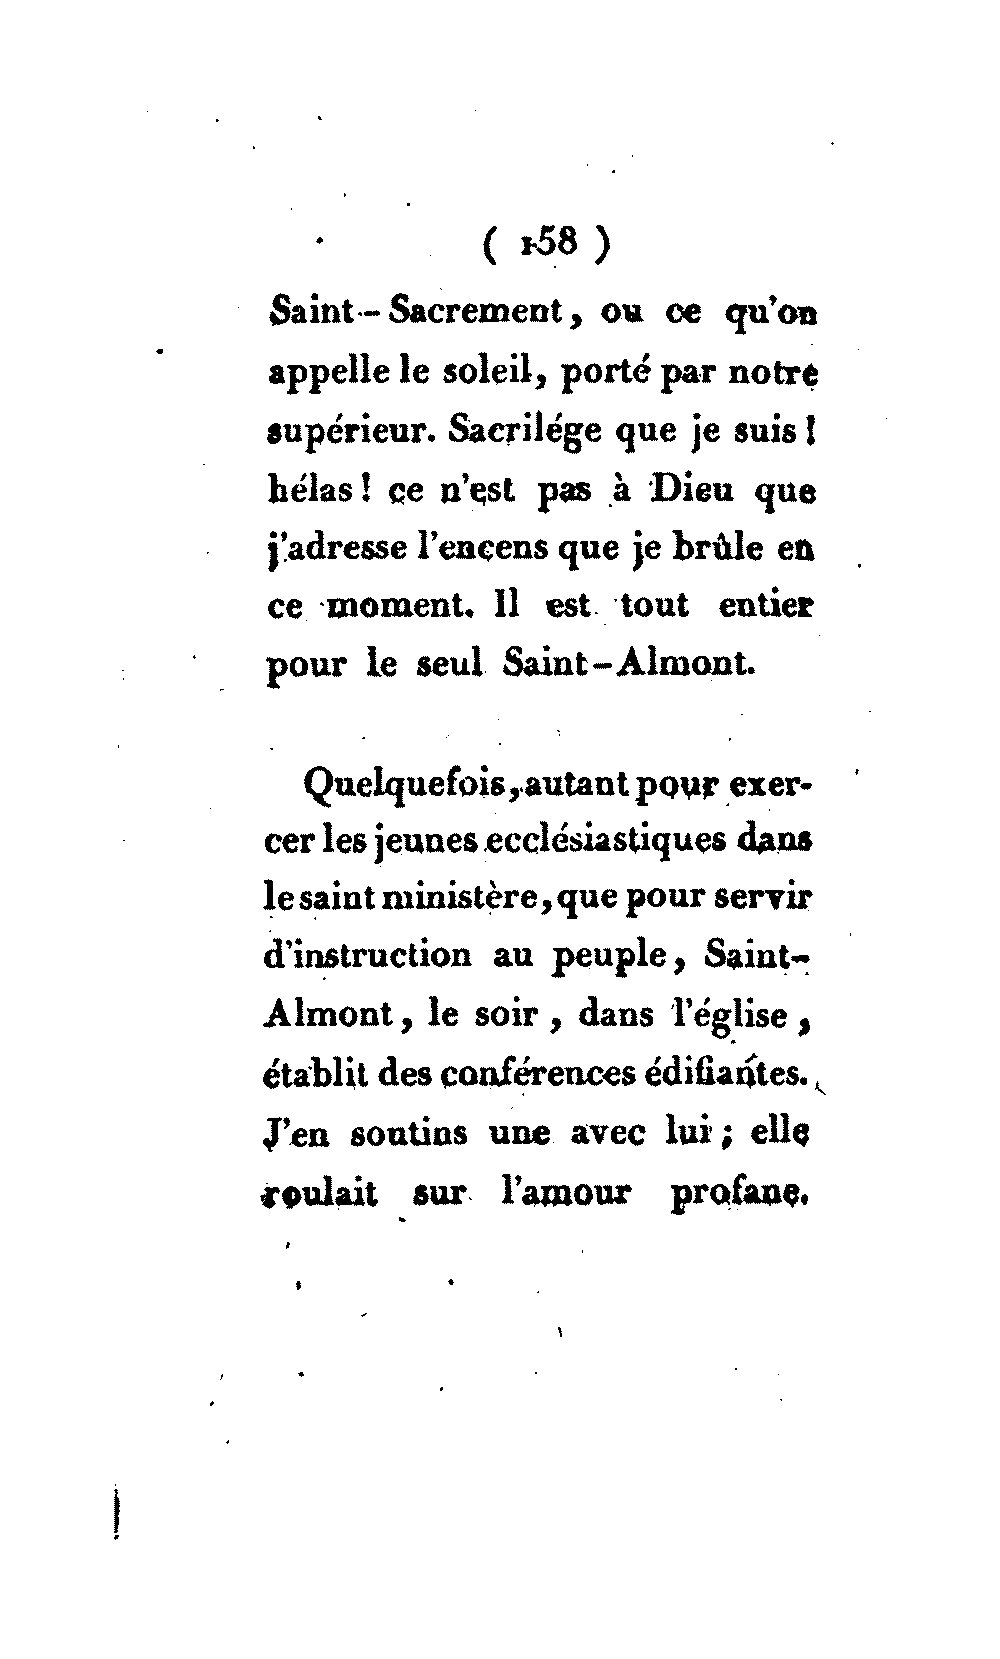 ( 158 )
Saint-Sacrement, ou ce qu'on
appelle le soleil, porté par notre
supérieur. Sacrilége que je suis !
hélas ! ce n'est pas à Dieu que
j'adresse l'encens que je brûle en
ce moment. Il est tout entier
pour le seul Saint-Almont.
Quelquefois, autant pour exer-
cer les jeunes ecclésiastiques dans
le saint ministère, que pour servir
d'instruction au peuple, Saint-
Almont, le soir, dans l'église,
établit des conférences édifiantes.
J'en soutins une avec lui ; elle
roulait sur l'amour profane.